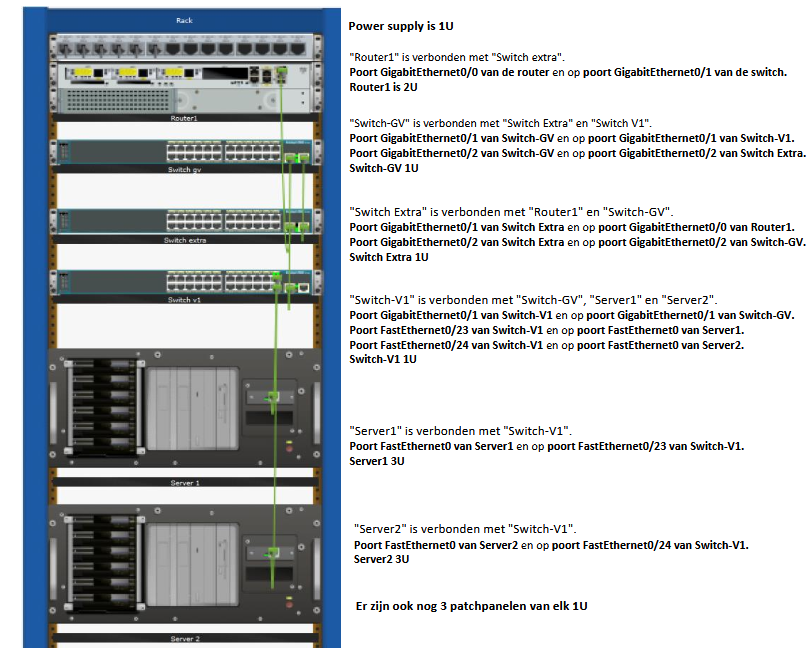 Rack
Power supply is 1U
"Router1" is verbonden met "Switch extra".
Poort GigabitEthernet0/0 van de router en op poort GigabitEthernet0/1 van de switch.
Router1 is 2U
Router1
"Switch-GV" is verbonden met "Switch Extra" en "Switch V1".
Poort GigabitEthernet0/1 van Switch-GV en op poort GigabitEthernet0/1 van Switch-V1.
Poort GigabitEthernet0/2 van Switch-GV en op poort GigabitEthernet0/2 van Switch Extra.
Switch-GV 1U
Switch gv
"Switch Extra" is verbonden met "Router1" en "Switch-GV".
Poort GigabitEthernet0/1 van Switch Extra en op poort GigabitEthernet0/0 van Router1.
Poort GigabitEthernet0/2 van Switch Extra en op poort GigabitEthernet0/2 van Switch-GV.
Switch Extra 1U
Switch extra
"Switch-V1" is verbonden met "Switch-GV", "Server1" en "Server2".
Poort GigabitEthernet0/1 van Switch-V1 en op poort GigabitEthernet0/1 van Switch-GV.
Poort FastEthernet0/23 van Switch-V1 en op poort FastEthernet0 van Server1.
Poort FastEthernet0/24 van Switch-V1 en op poort FastEthernet0 van Server2.
Switch-V1 1U
Switch v1
"Server1" is verbonden met "Switch-V1".
Poort FastEthernet0 van Server1 en op poort FastEthernet0/23 van Switch-V1.
Server1 3U
Server 1
"Server2" is verbonden met "Switch-V1".
Poort FastEthernet0 van Server2 en op poort FastEthernet0/24 van Switch-V1.
Server2 3U
Er zijn ook nog 3 patchpanelen van elk 1U
Server 2